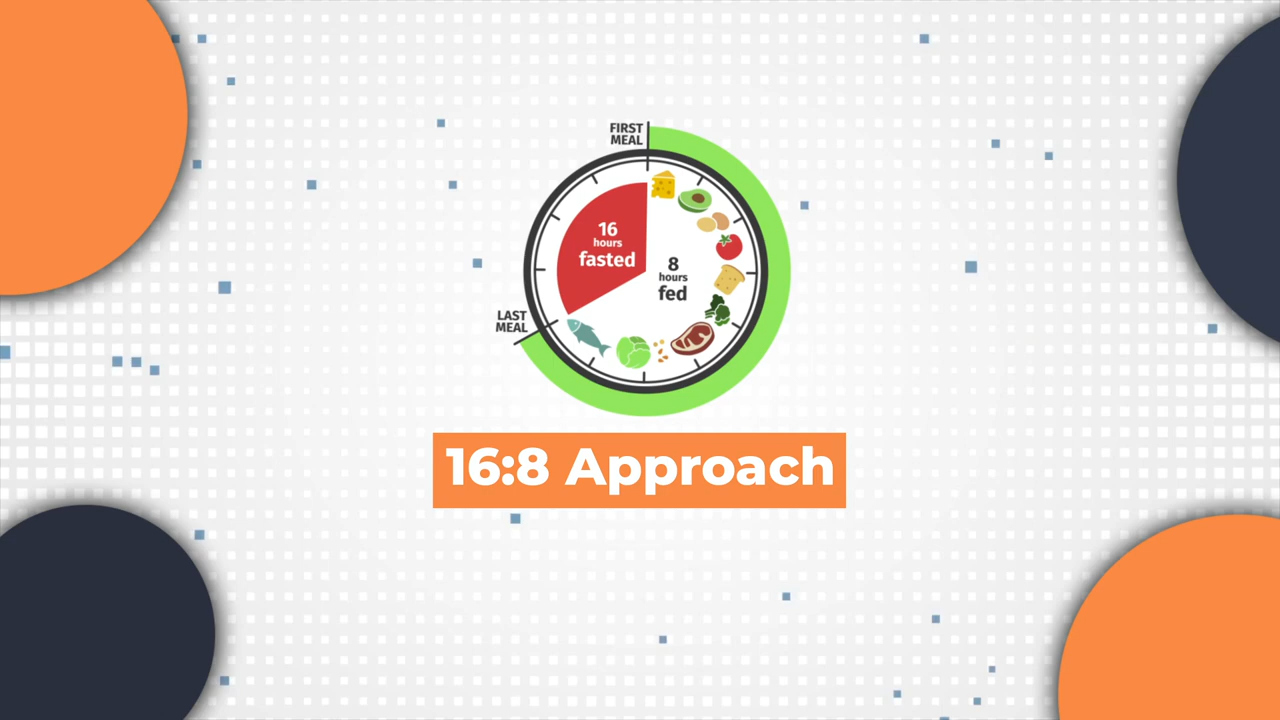 FIRST
MEAL
16
hours
fasted
8
hours
fed
LAST
MEAL
16:8 Approach